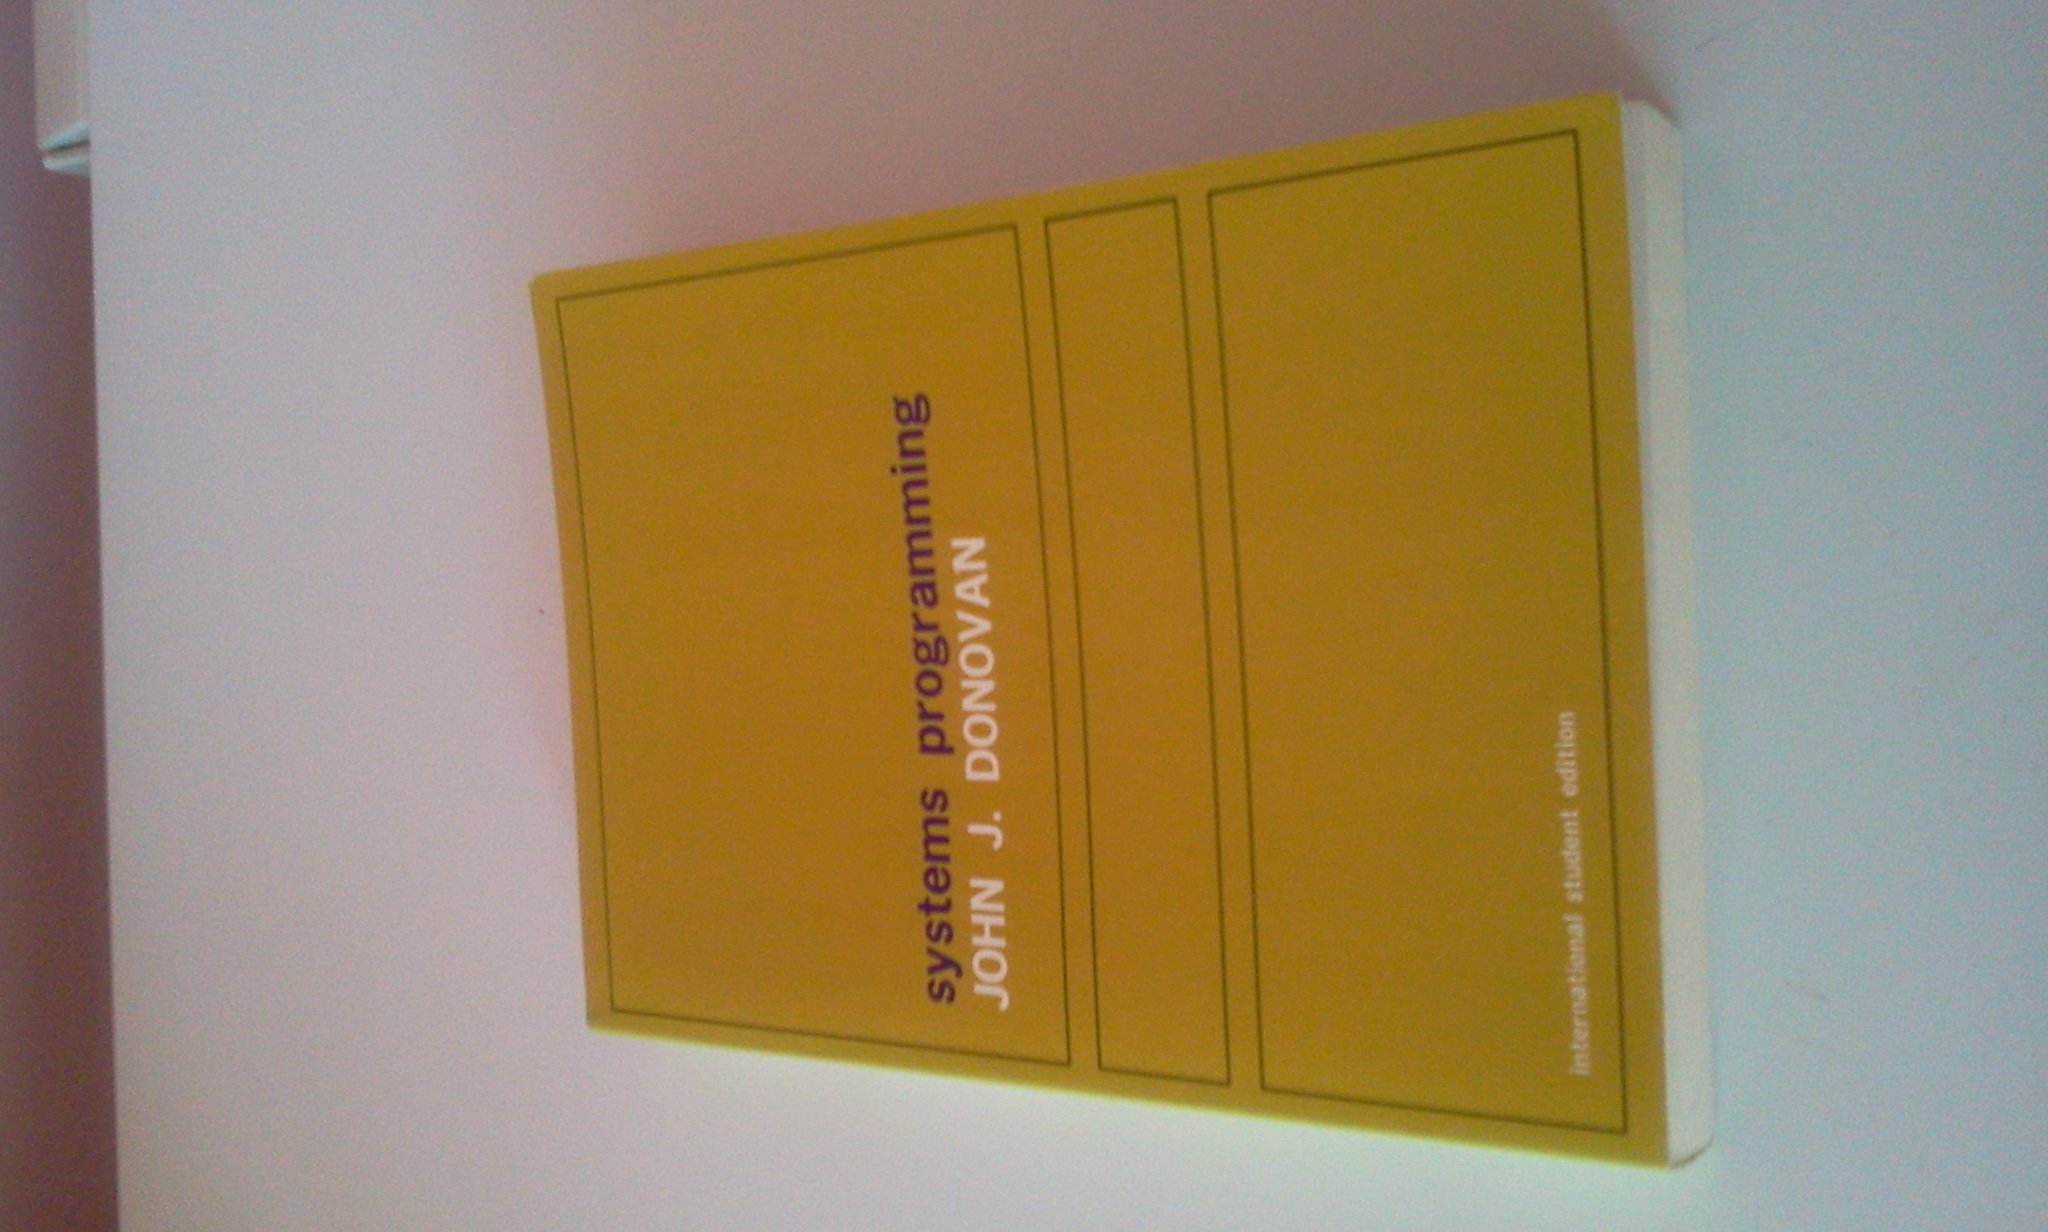 systems programming
JOHN J. DONOVAN
international student edition